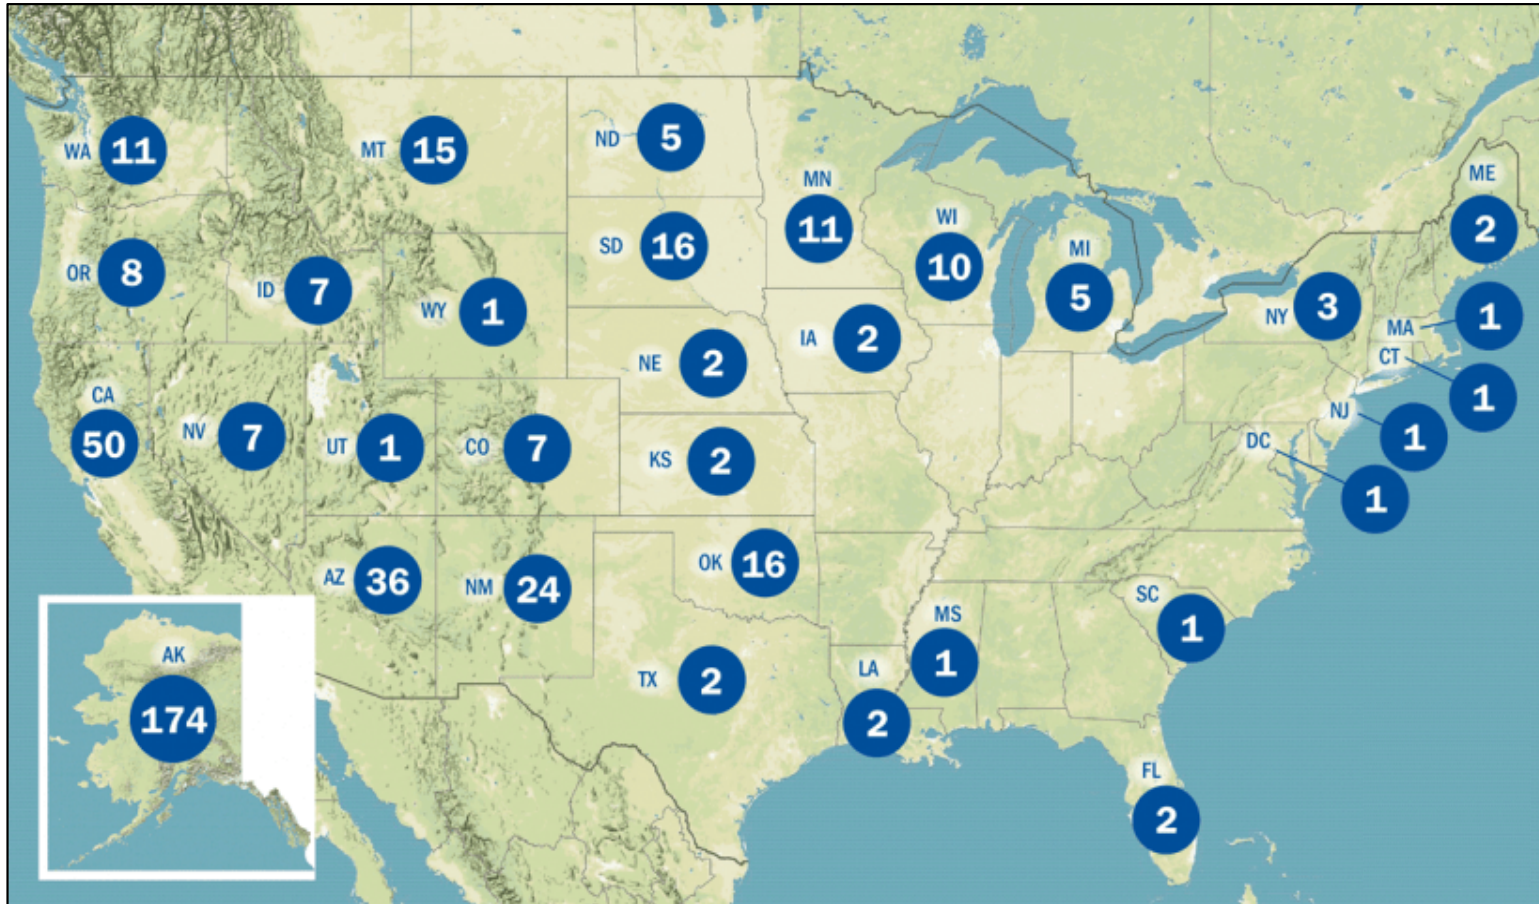 WA 11
MT 15
ND 5
MN
11
WI
10
MI
5
ME
2
OR 8
ID 7
WY 1
SD 16
IA 2
NY 3
MA 1
CT
1
NJ
1
DC
1
CA
50
NV 7
UT 1
CO 7
NE 2
KS 2
AZ 36
NM 24
OK 16
TX 2
MS
1
LA
2
SC
1
FL
2
AK
174